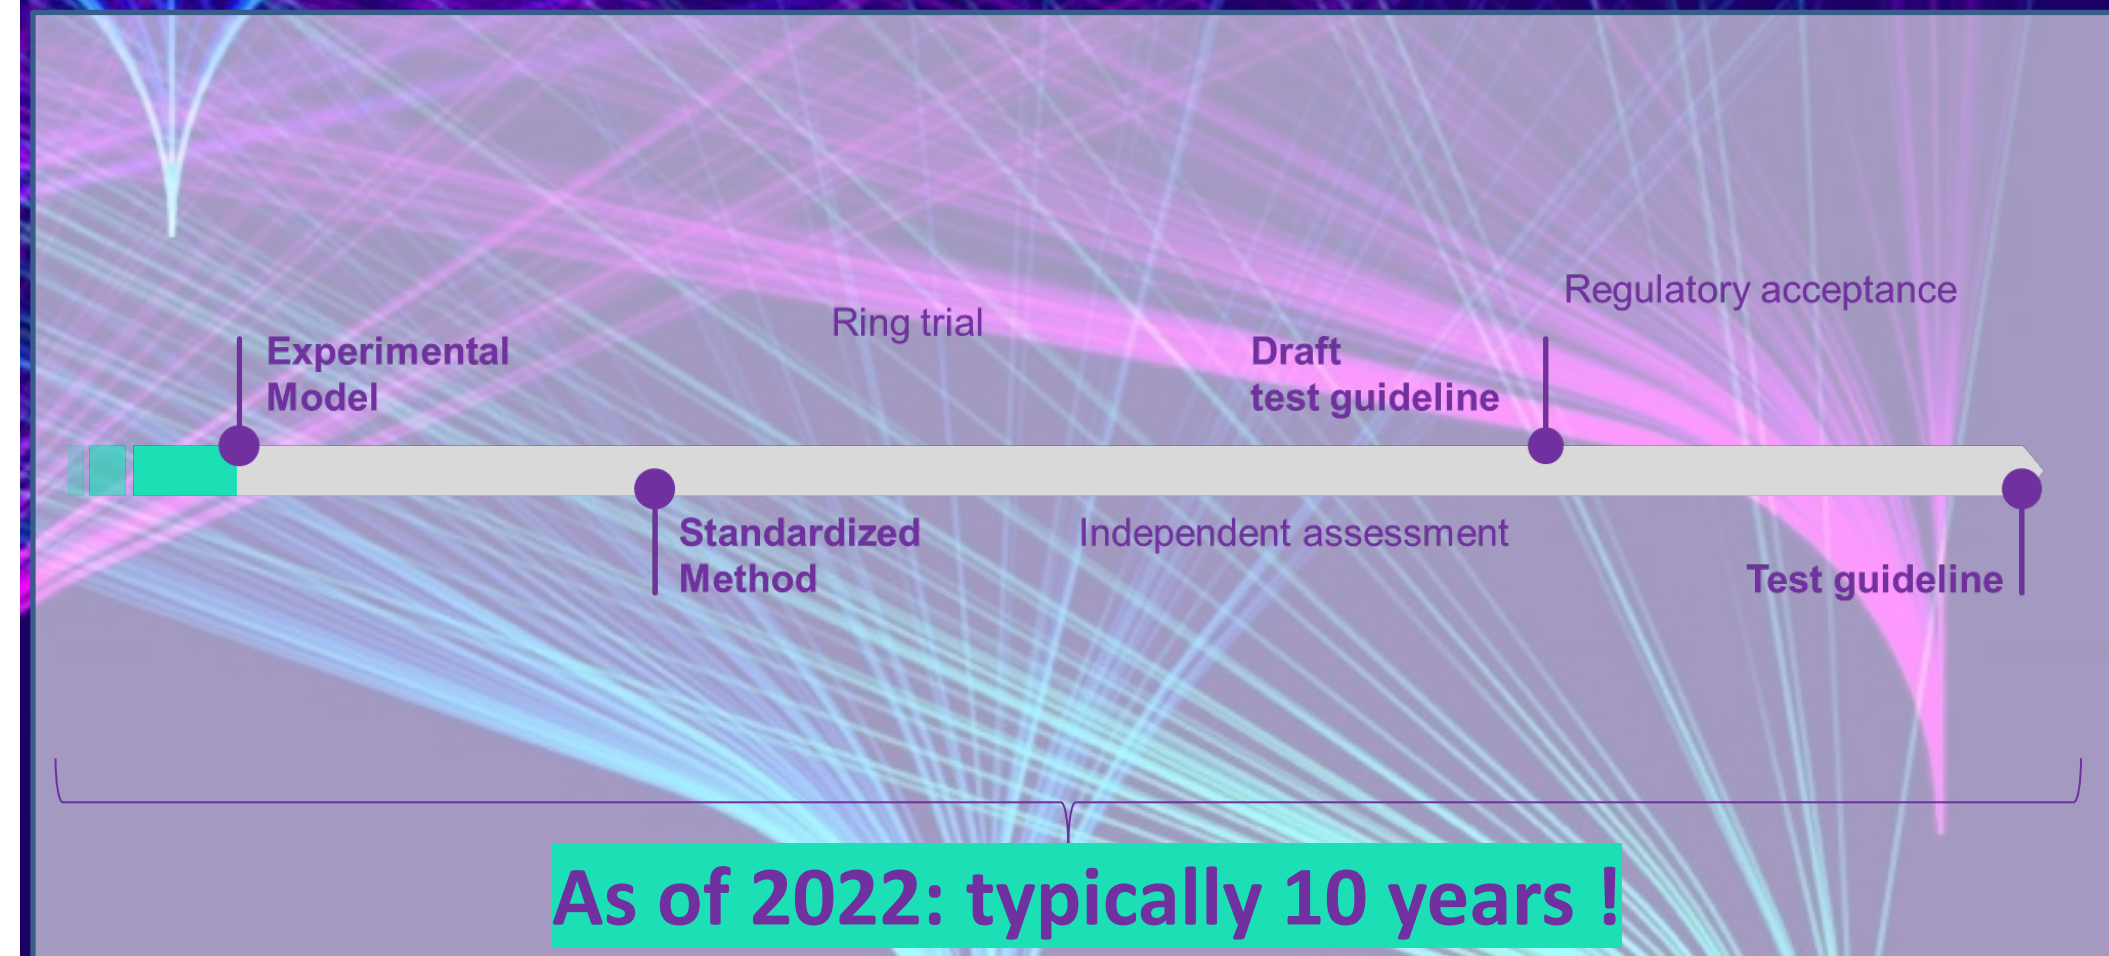 Regulatory acceptance
Ring trial
Experimental
Model
Draft
test guideline
Standardized
Method
Independent assessment
Test guideline
As of 2022: typically 10 years !